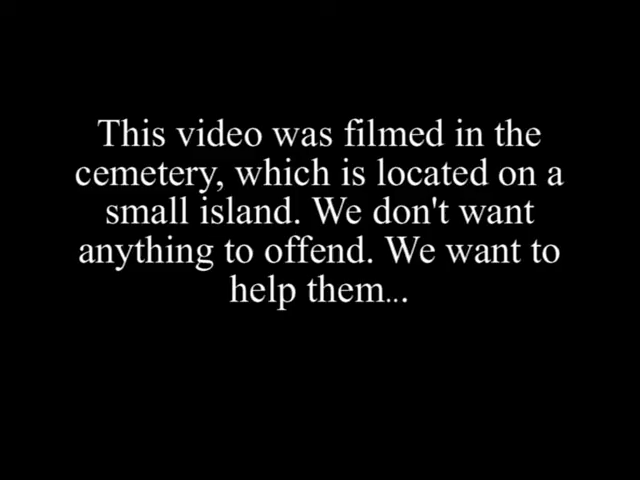 This video was filmed in the
cemetery, which is located on a
small island. We don't want
anything to offend. We want to
help them...